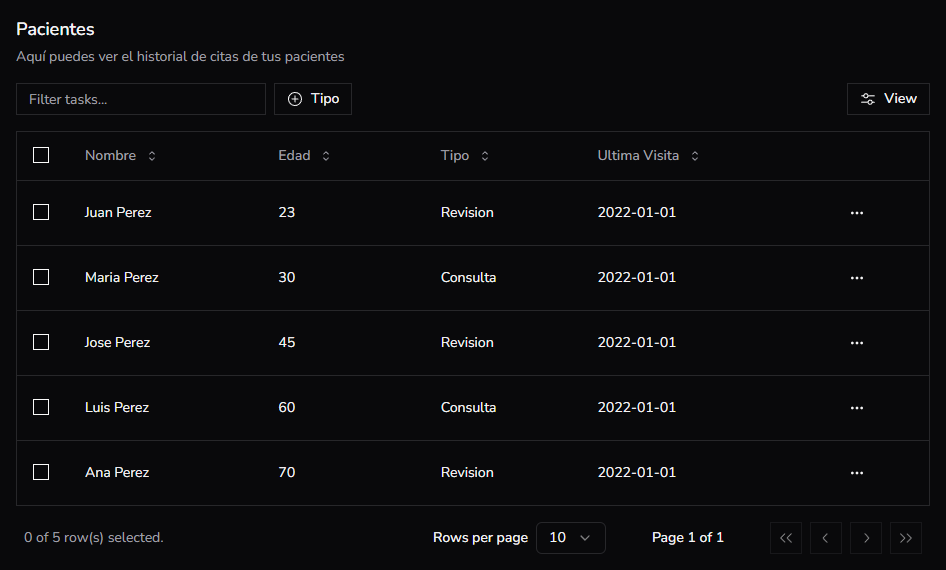 Pacientes
Aquí puedes ver el historial de citas de tus pacientes
Filter tasks... Tipo View
Nombre Edad Tipo Ultima Visita
Juan Perez 23 Revision 2022-01-01
Maria Perez 30 Consulta 2022-01-01
Jose Perez 45 Revision 2022-01-01
Luis Perez 60 Consulta 2022-01-01
Ana Perez 70 Revision 2022-01-01
0 of 5 row(s) selected. Rows per page 10 Page 1 of 1